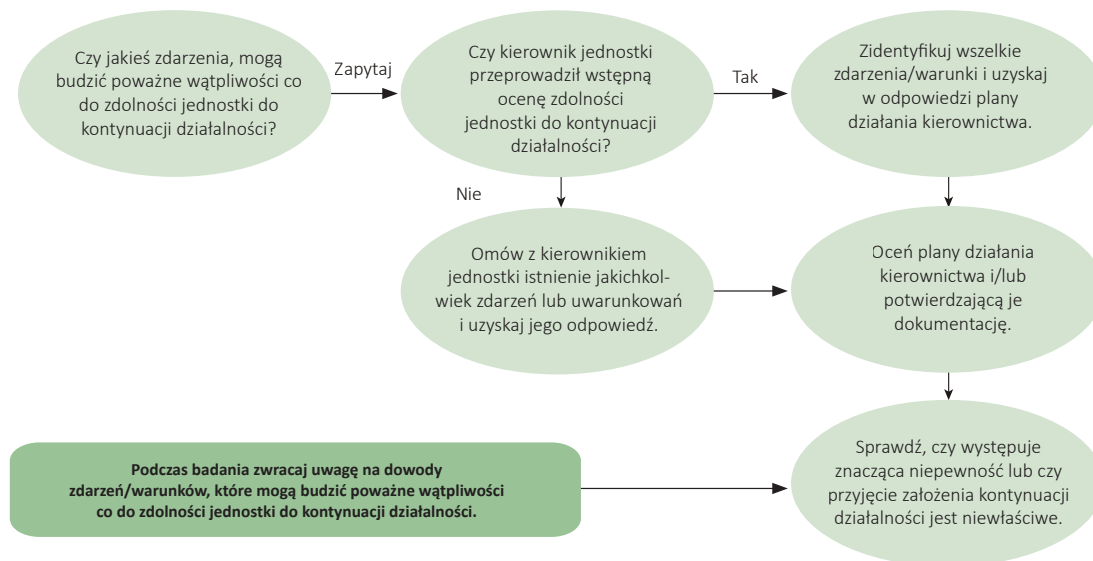 Czy jakieś zdarzenia, mogą
budzić poważne wątpliwości co
do zdolności jednostki do
kontynuacji działalności?
Zapytaj
Czy kierownik jednostki
przeprowadził wstępną
ocenę zdolności
jednostki do kontynuacji
działalności?
Tak
Zidentyfikuj wszelkie
zdarzenia/warunki i uzyskaj
w odpowiedzi plany
działania kierownictwa.
Nie
Omów z kierownikiem
jednostki istnienie jakichkol-
wiek zdarzeń lub uwarunkowań
i uzyskaj jego odpowiedź.
Oceń plany działania
kierownictwa i/lub
potwierdzającą je
dokumentację.
Podczas badania zwracaj uwagę na dowody
zdarzeń/warunków, które mogą budzić poważne wątpliwości
co do zdolności jednostki do kontynuacji działalności.
Sprawdź, czy występuje
znacząca niepewność lub czy
przyjęcie założenia kontynuacji
działalności jest niewłaściwe.